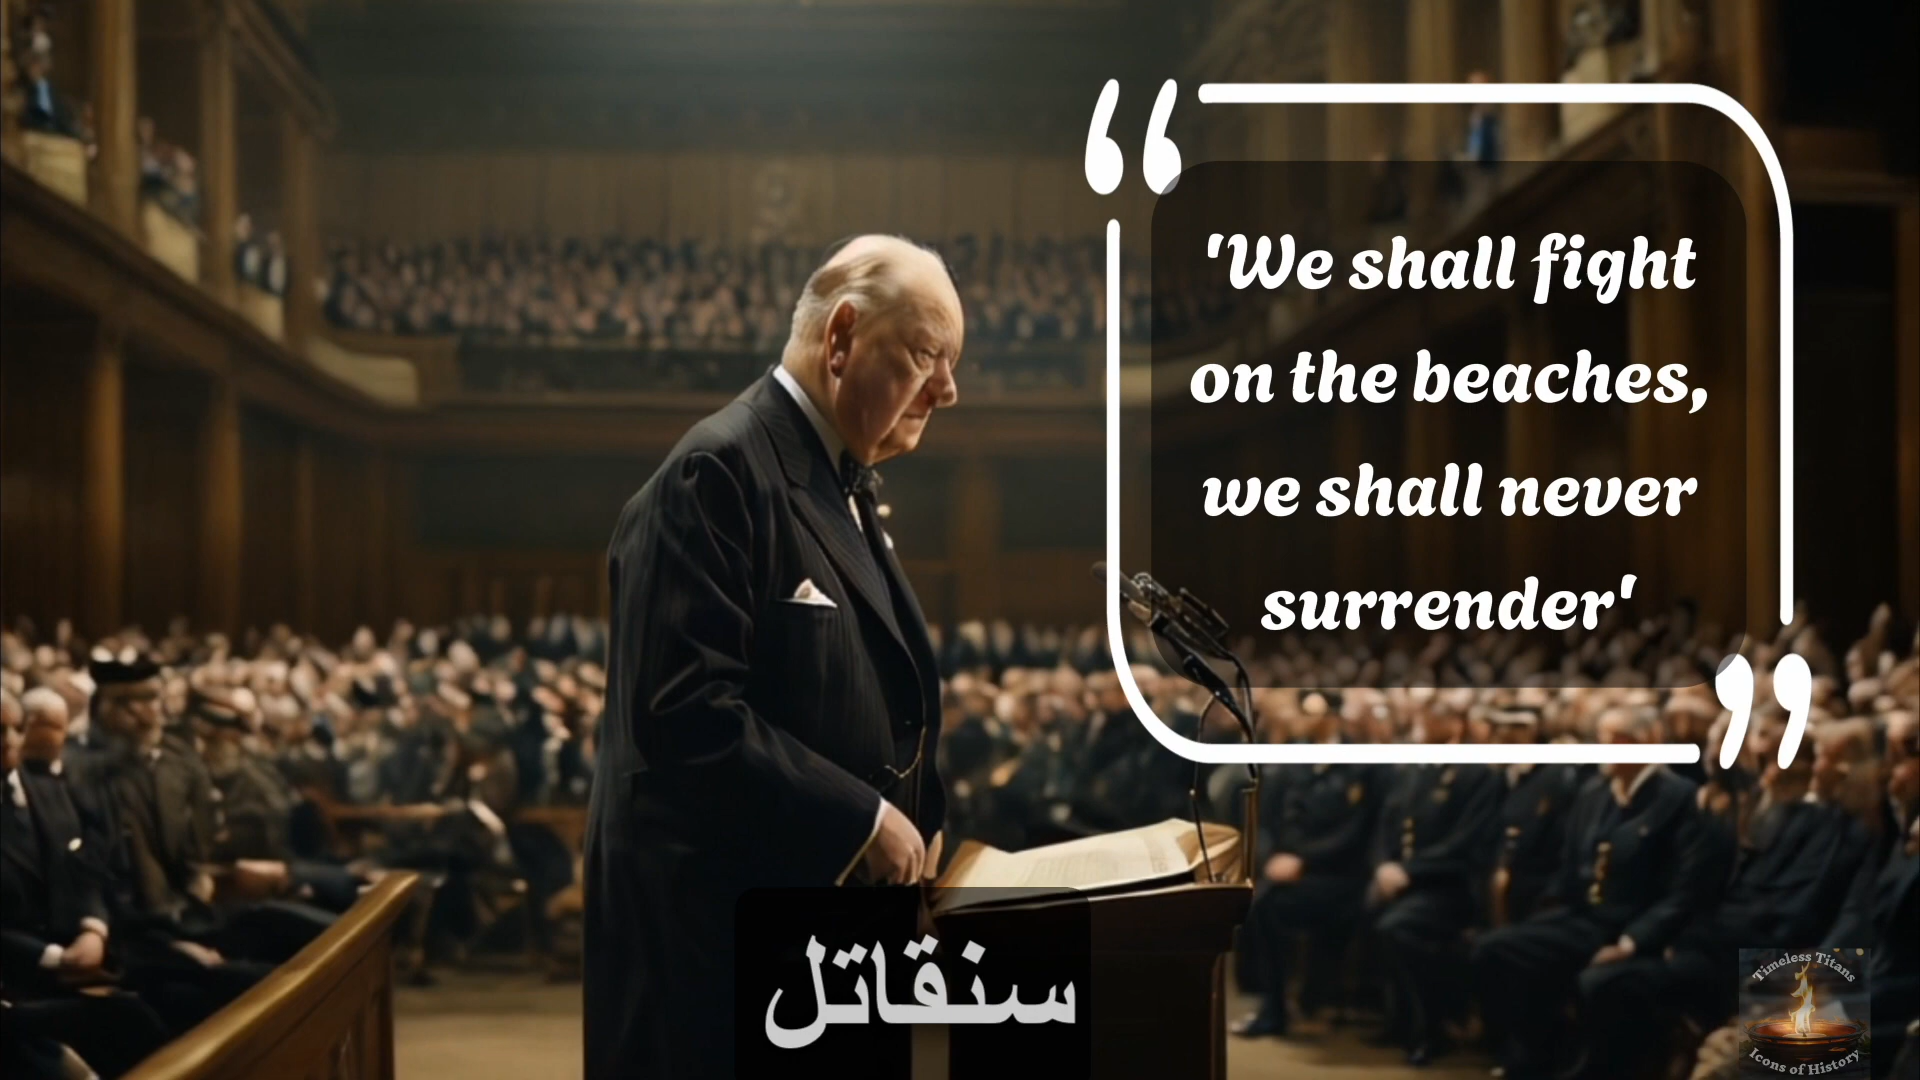 'We shall fight
on the beaches,
we shall never
surrender'
سنقاتل
Timeless Titans
Icons of History